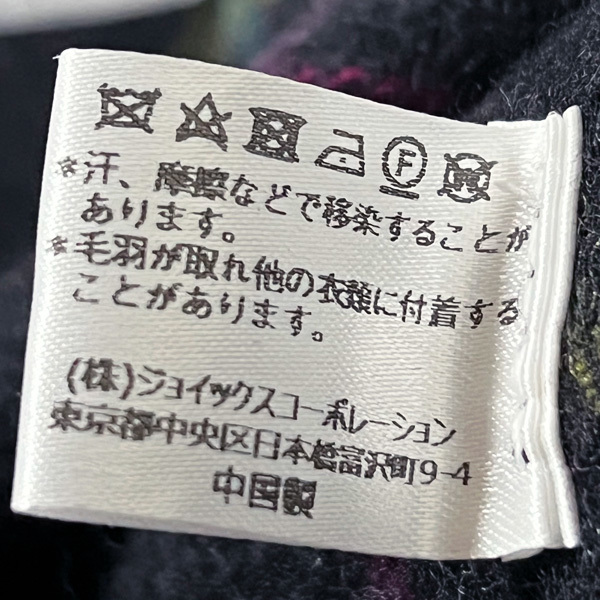 F
*汗、摩擦などで移染することが
あります。
*毛羽が取れ他の衣類に付着する
ことがあります。
(株)ジョイックスコーポレーション
東京都中央区日本橋富沢町9-4
中国製